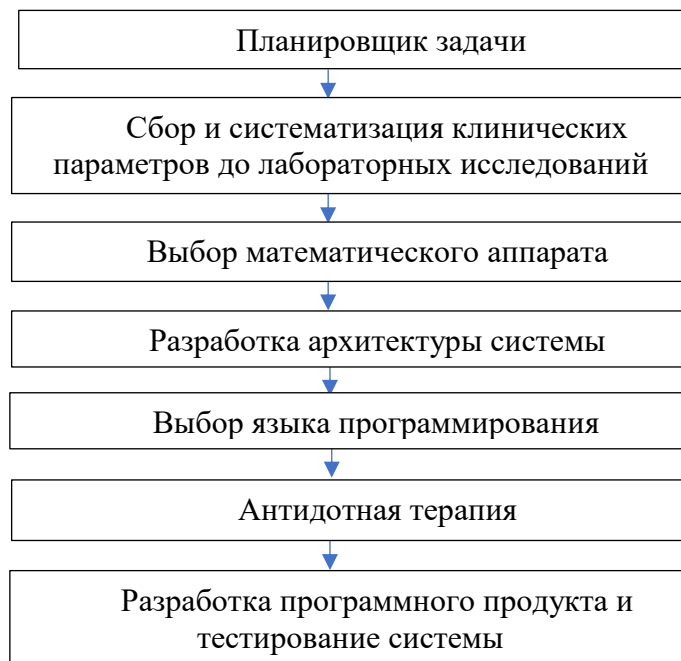 Планировщик задачи
Сбор и систематизация клинических
параметров до лабораторных исследований
Выбор математического аппарата
Разработка архитектуры системы
Выбор языка программирования
Антидотная терапия
Разработка программного продукта и
тестирование системы